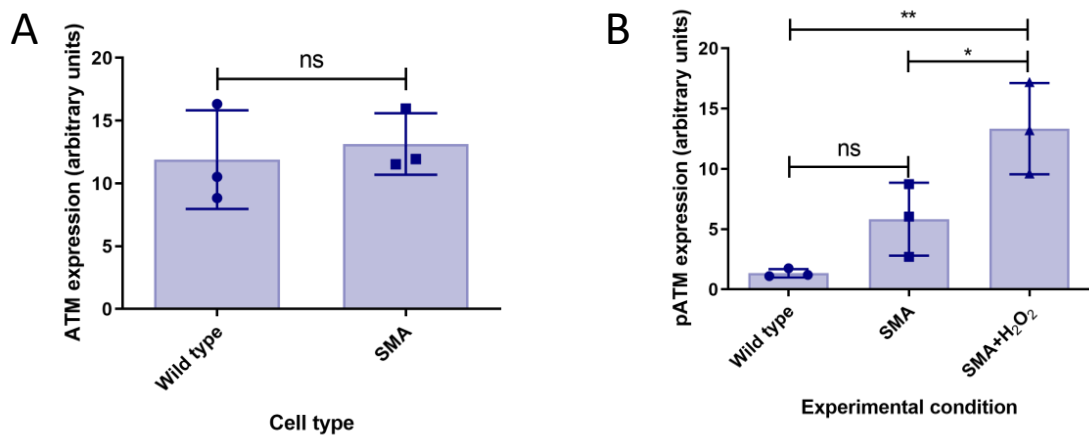 A
ATM expression (arbitrary units)
20
15
10
5
0
ns
Wild type
SMA
Cell type
B
pATM expression (arbitrary units)
20
15
10
5
0
**
*
ns
Wild type
SMA
SMA+H₂O₂
Experimental condition